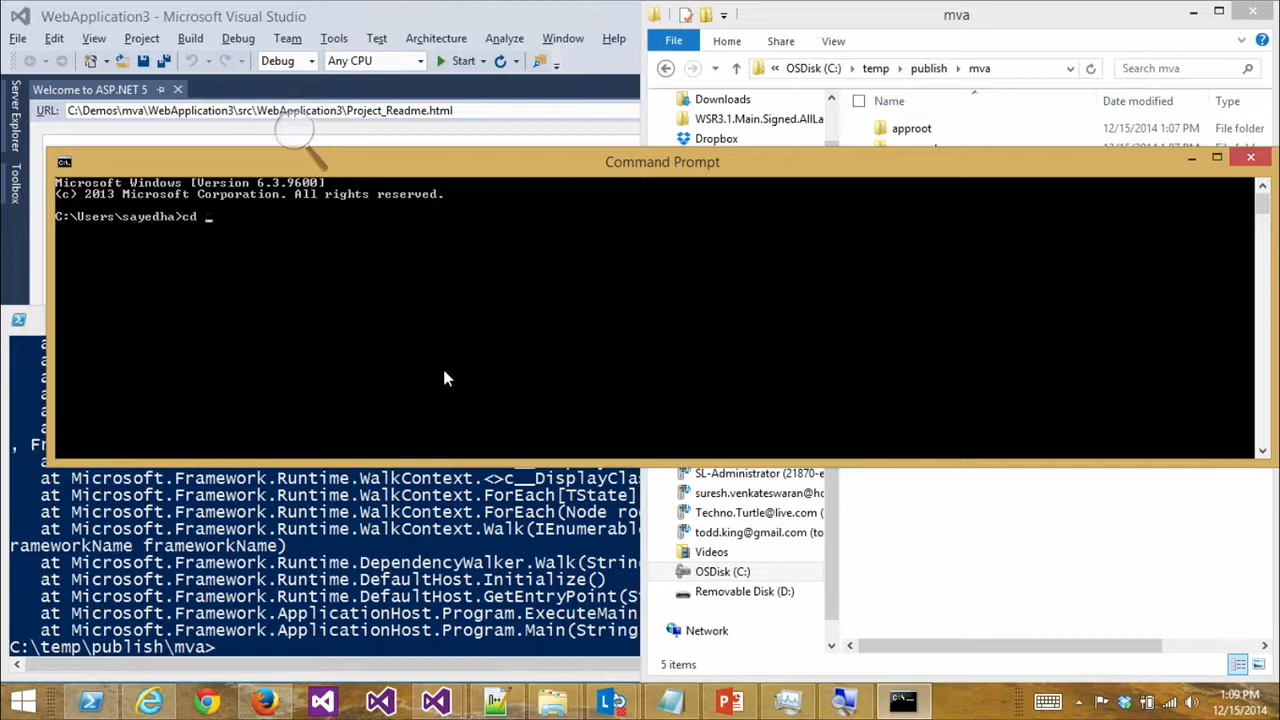 WebApplication3 - Microsoft Visual Studio
File Edit View Project Build Debug Team Tools Test Architecture Analyze Window Help
Debug Any CPU Start
Server Explorer
Toolbox
Welcome to ASP.NET 5
URL: C:\Demos\mva\WebApplication3\src\WebApplication3\Project_Readme.html
mva
File Home Share View
« OSDisk (C:) temp publish mva
Search mva
Downloads
WSR3.1.Main.Signed.AllLa
Dropbox
Name Date Type
approot 12/15/2014 1:07 PM File folder
Command Prompt
Microsoft Windows [Version 6.3.9600]
(c) 2013 Microsoft Corporation. All rights reserved.
C:\Users\sayedha>cd _
a
a
a
a
a
a
, Fr
a
at Microsoft.Framework.Runtime.WalkContext.<>c__DisplayClas
at Microsoft.Framework.Runtime.WalkContext.ForEach[TState]
at Microsoft.Framework.Runtime.WalkContext.ForEach(Node roo
at Microsoft.Framework.Runtime.WalkContext.Walk(IEnumerabl
rameworkName frameworkName)
at Microsoft.Framework.Runtime.DependencyWalker.Walk(String
at Microsoft.Framework.Runtime.DefaultHost.Initialize()
at Microsoft.Framework.Runtime.DefaultHost.GetEntryPoint(St
at Microsoft.Framework.ApplicationHost.Program.ExecuteMain
at Microsoft.Framework.ApplicationHost.Program.Main(String
C:\temp\publish\mva>
SL-Administrator (21870-e
suresh.venkateswaran@ho
Techno.Turtle@live.com (
todd.king@gmail.com (to
Videos
OSDisk (C:)
Removable Disk (D:)
Network
5 items
1:09 PM
12/15/2014